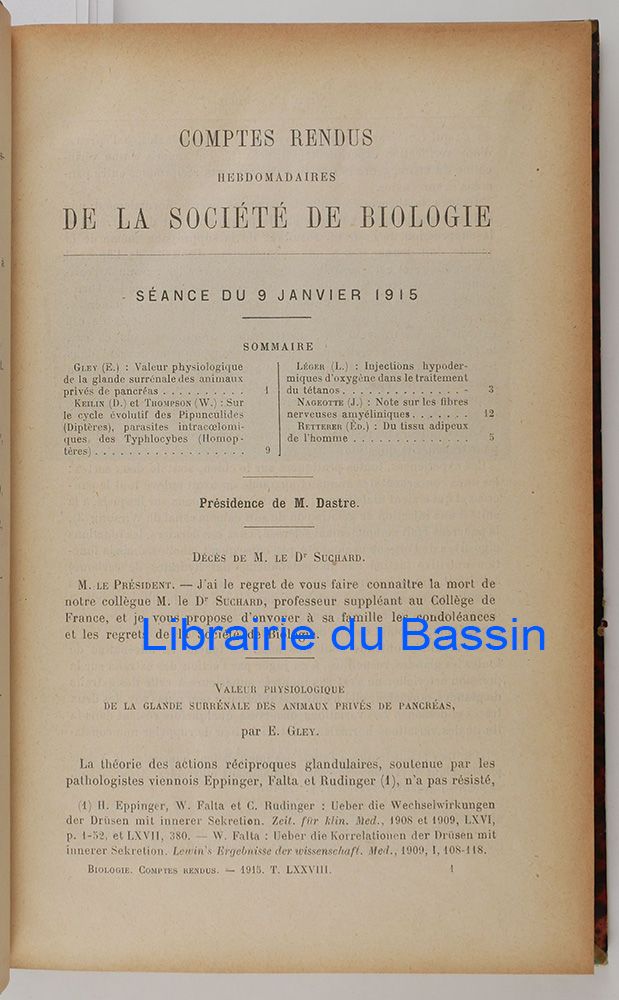 COMPTES RENDUS
HEBDOMADAIRES
DE LA SOCIÉTÉ DE BIOLOGIE
SÉANCE DU 9 JANVIER 1915
SOMMAIRE
GLEY (E.) : Valeur physiologique
de la glande surrénale des animaux
privés de pancréas . . . . . . . . . . 1
KEILIN (D.) et THOMPSON (W.) : Sur
le cycle évolutif des Pipunculides
(Diptères), parasites intracœlomi-
ques des Typhlocybes (Homop-
tères) . . . . . . . . . . . . . . . . . . 9
LÉGER (L.) : Injections hypoder-
miques d'oxygène dans le traitement
du tétanos. . . . . . . . . . . . . . - 3
NAGEOTTE (J.) : Note sur les fibres
nerveuses amyéliniques . . . . . . . 12
RETTERER (ÉD.) : Du tissu adipeux
de l'homme . . . . . . . . . . . . . . 5
Présidence de M. Dastre.
DÉCÈS DE M. LE Dr SUCHARD.
M. LE PRÉSIDENT. — J'ai le regret de vous faire connaître la mort de
notre collègue M. le Dr SUCHARD, professeur suppléant au Collège de
France, et je vous propose d'envoyer à sa famille les condoléances
et les regrets de la Société de Biologie.
Librairie du Bassin
VALEUR PHYSIOLOGIQUE
DE LA GLANDE SURRÉNALE DES ANIMAUX PRIVÉS DE PANCRÉAS,
par E. GLEY.
La théorie des actions réciproques glandulaires, soutenue par les
pathologistes viennois Eppinger, Falta et Rudinger (1), n'a pas résisté,
(1) H. Eppinger, W. Falta et C. Rudinger : Ueber die Wechselwirkungen
der Drüsen mit innerer Sekretion. Zeit. für klin. Med., 1908 et 1909, LXVI,
p. 1-52, et LXVII, 380. — W. Falta : Ueber die Korrelationen der Drüsen mit
innerer Sekretion. Lewin's Ergebnisse der wissenschaft. Med., 1909, I, 108-118.
BIOLOGIE. COMPTES RENDUS. — 1915. T. LXXVIII. 1